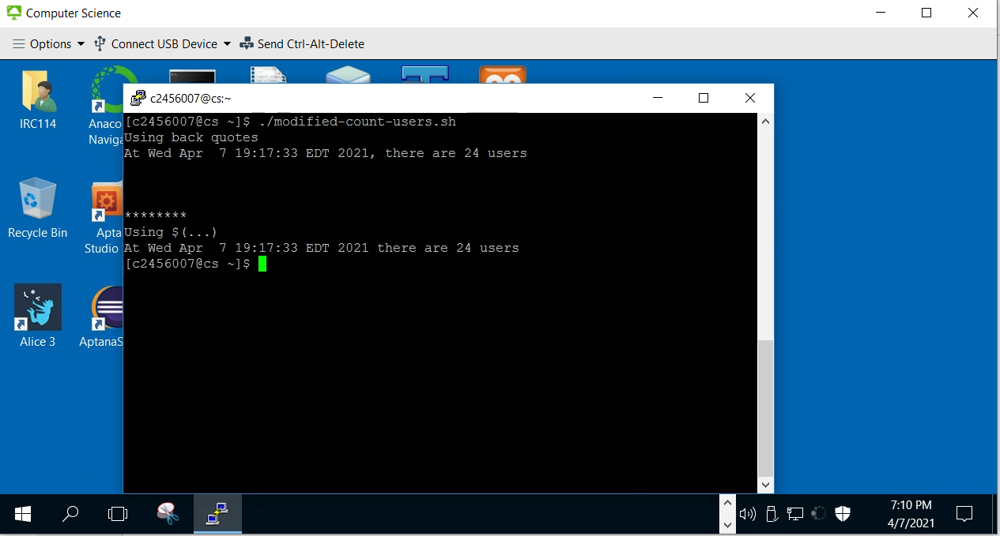 Computer Science
Options Connect USB Device Send Ctrl-Alt-Delete
IRC114
Anaco
Naviga
Recycle Bin
Apta
Studio
Alice 3
AptanaS
c2456007@cs:~
[c2456007@cs ~]$ ./modified-count-users.sh
Using back quotes
At Wed Apr  7 19:17:33 EDT 2021, there are 24 users
********
Using $(...)
At Wed Apr  7 19:17:33 EDT 2021 there are 24 users
[c2456007@cs ~]$
7:10 PM
4/7/2021